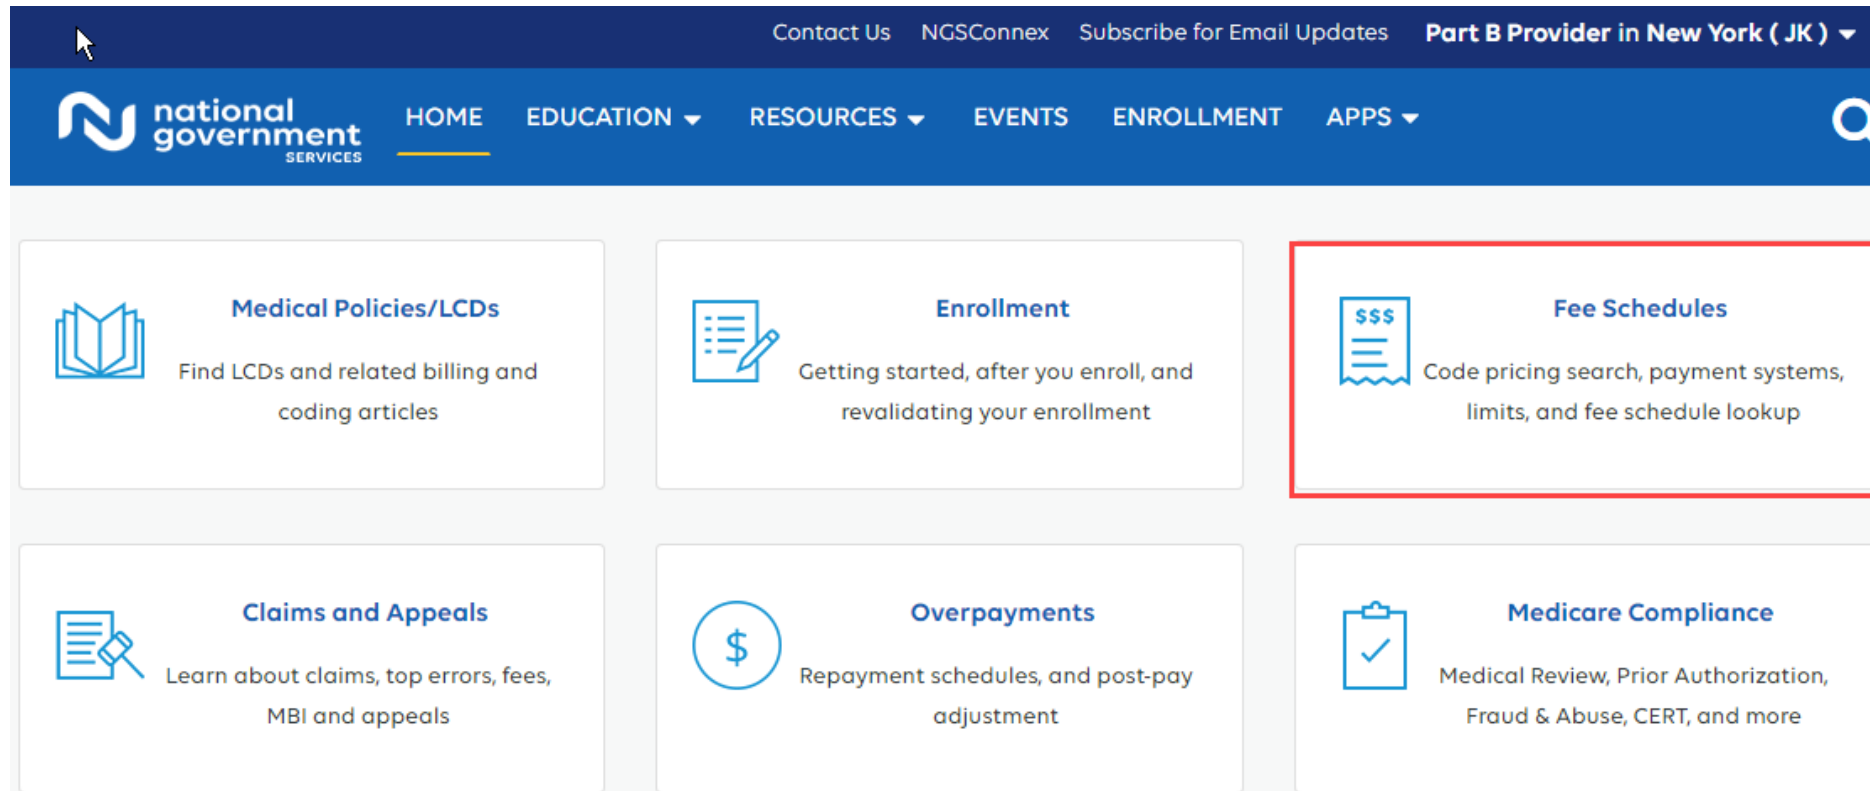 Contact Us NGSConnex Subscribe for Email Updates Part B Provider in New York ( JK )
national
government
SERVICES
HOME EDUCATION RESOURCES EVENTS ENROLLMENT APPS
Medical Policies/LCDs
Find LCDs and related billing and
coding articles
Enrollment
Getting started, after you enroll, and
revalidating your enrollment
$$$
Fee Schedules
Code pricing search, payment systems,
limits, and fee schedule lookup
Claims and Appeals
Learn about claims, top errors, fees,
MBI and appeals
$
Overpayments
Repayment schedules, and post-pay
adjustment
Medicare Compliance
Medical Review, Prior Authorization,
Fraud & Abuse, CERT, and more